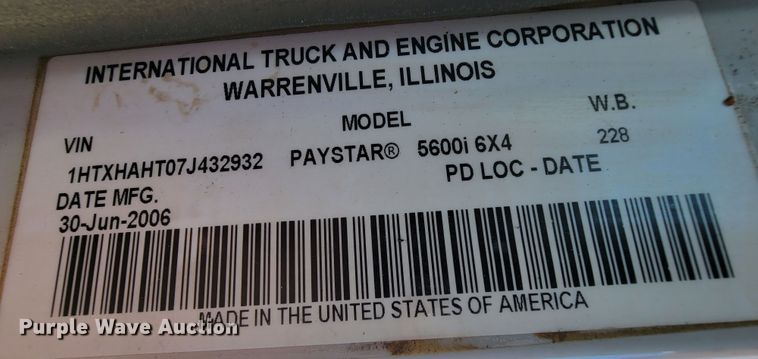 INTERNATIONAL TRUCK AND ENGINE CORPORATION
WARRENVILLE, ILLINOIS
VIN MODEL W.B.
1HTXHAHT07J432932 PAYSTAR® 5600i 6X4 228
DATE MFG. PD LOC - DATE
30-Jun-2006
MADE IN THE UNITED STATES OF AMERICA
Purple Wave Auction